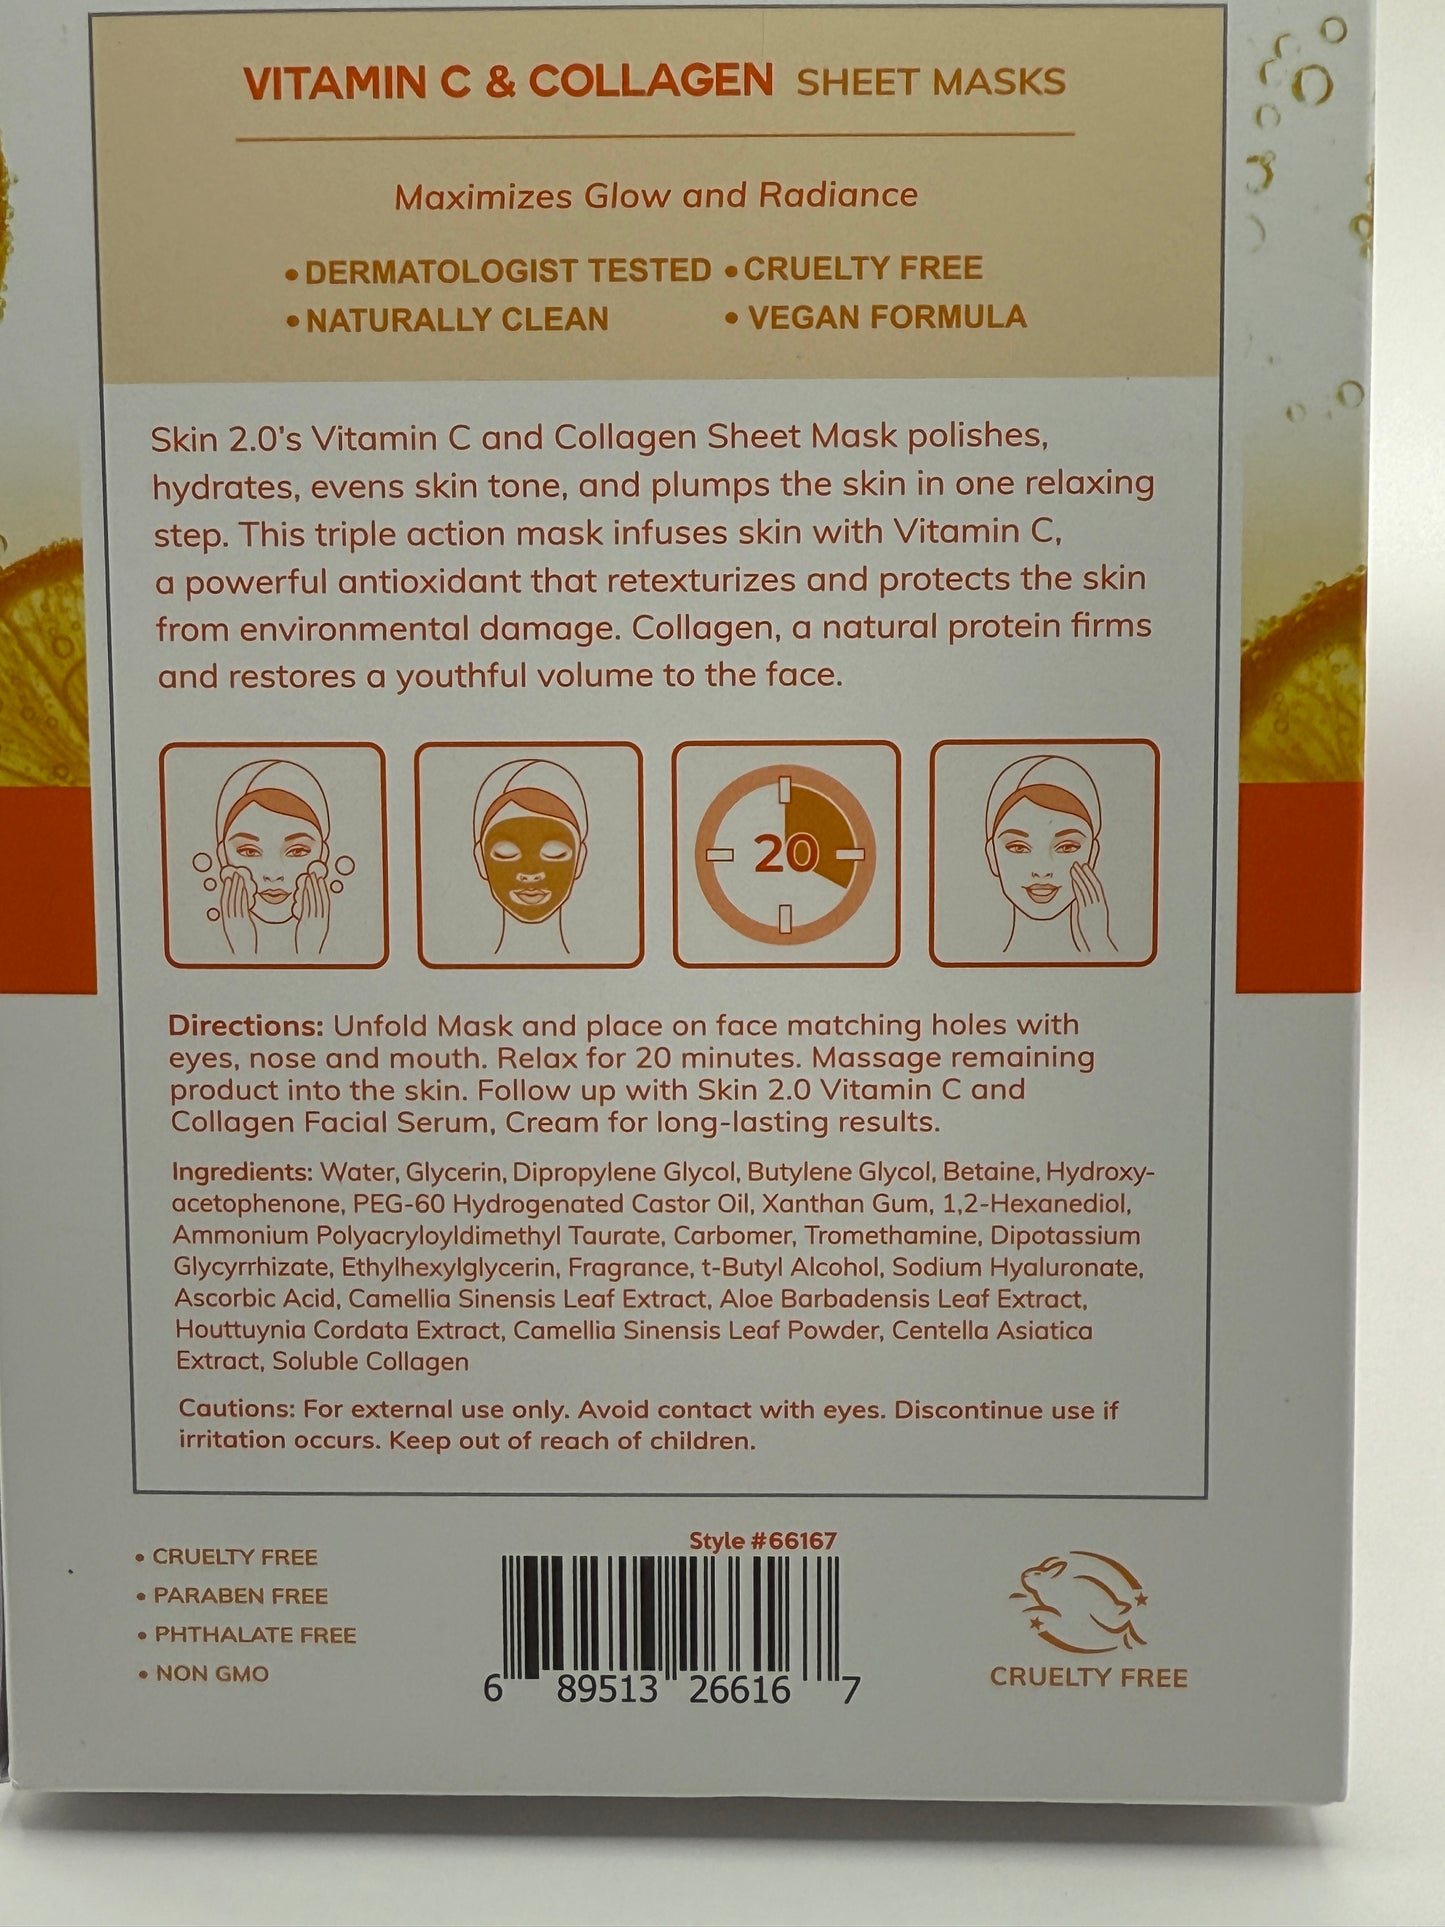 VITAMIN C & COLLAGEN SHEET MASKS
Maximizes Glow and Radiance
• DERMATOLOGIST TESTED • CRUELTY FREE
• NATURALLY CLEAN • VEGAN FORMULA
Skin 2.0's Vitamin C and Collagen Sheet Mask polishes,
hydrates, evens skin tone, and plumps the skin in one relaxing
step. This triple action mask infuses skin with Vitamin C,
a powerful antioxidant that retexturizes and protects the skin
from environmental damage. Collagen, a natural protein firms
and restores a youthful volume to the face.
20
Directions: Unfold Mask and place on face matching holes with
eyes, nose and mouth. Relax for 20 minutes. Massage remaining
product into the skin. Follow up with Skin 2.0 Vitamin C and
Collagen Facial Serum, Cream for long-lasting results.
Ingredients: Water, Glycerin, Dipropylene Glycol, Butylene Glycol, Betaine, Hydroxy-
acetophenone, PEG-60 Hydrogenated Castor Oil, Xanthan Gum, 1,2-Hexanediol,
Ammonium Polyacryloyldimethyl Taurate, Carbomer, Tromethamine, Dipotassium
Glycyrrhizate, Ethylhexylglycerin, Fragrance, t-Butyl Alcohol, Sodium Hyaluronate,
Ascorbic Acid, Camellia Sinensis Leaf Extract, Aloe Barbadensis Leaf Extract,
Houttuynia Cordata Extract, Camellia Sinensis Leaf Powder, Centella Asiatica
Extract, Soluble Collagen
Cautions: For external use only. Avoid contact with eyes. Discontinue use if
irritation occurs. Keep out of reach of children.
• CRUELTY FREE
• PARABEN FREE
• PHTHALATE FREE
• NON GMO
Style #66167
6 89513 26616 7
CRUELTY FREE